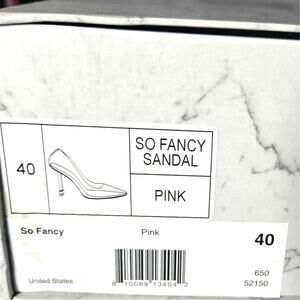 40
SO FANCY
SANDAL
PINK
So Fancy
Pink
40
650
52150
United States
8 10089 13404 2